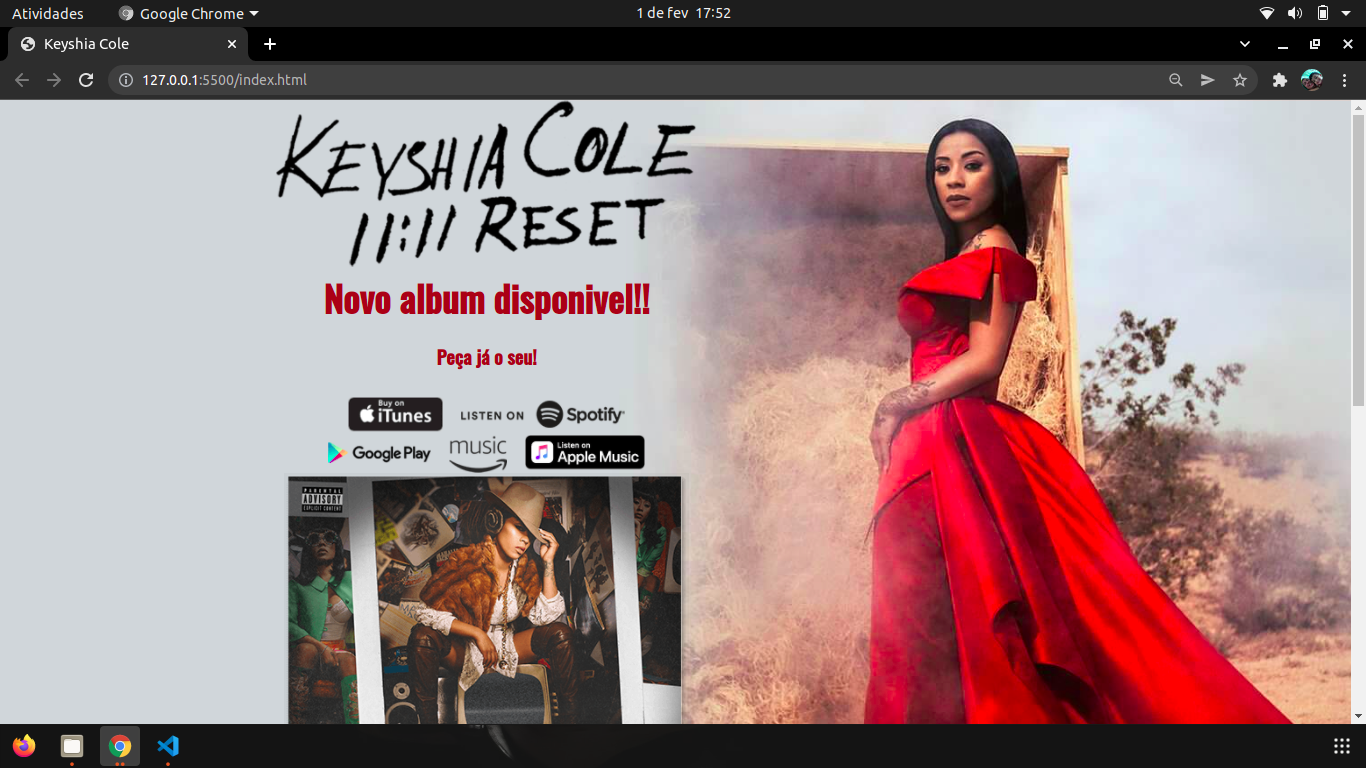 Atividades
Google Chrome
1 de fev 17:52
Keyshia Cole
127.0.0.1:5500/index.html
KEYSHIA COLE
11:11 RESET
Novo album disponivel!!
Peça já o seu!
Buy on
iTunes
LISTEN ON Spotify
Google Play
music
Listen on
Apple Music
PARENTAL
ADVISORY
EXPLICIT CONTENT